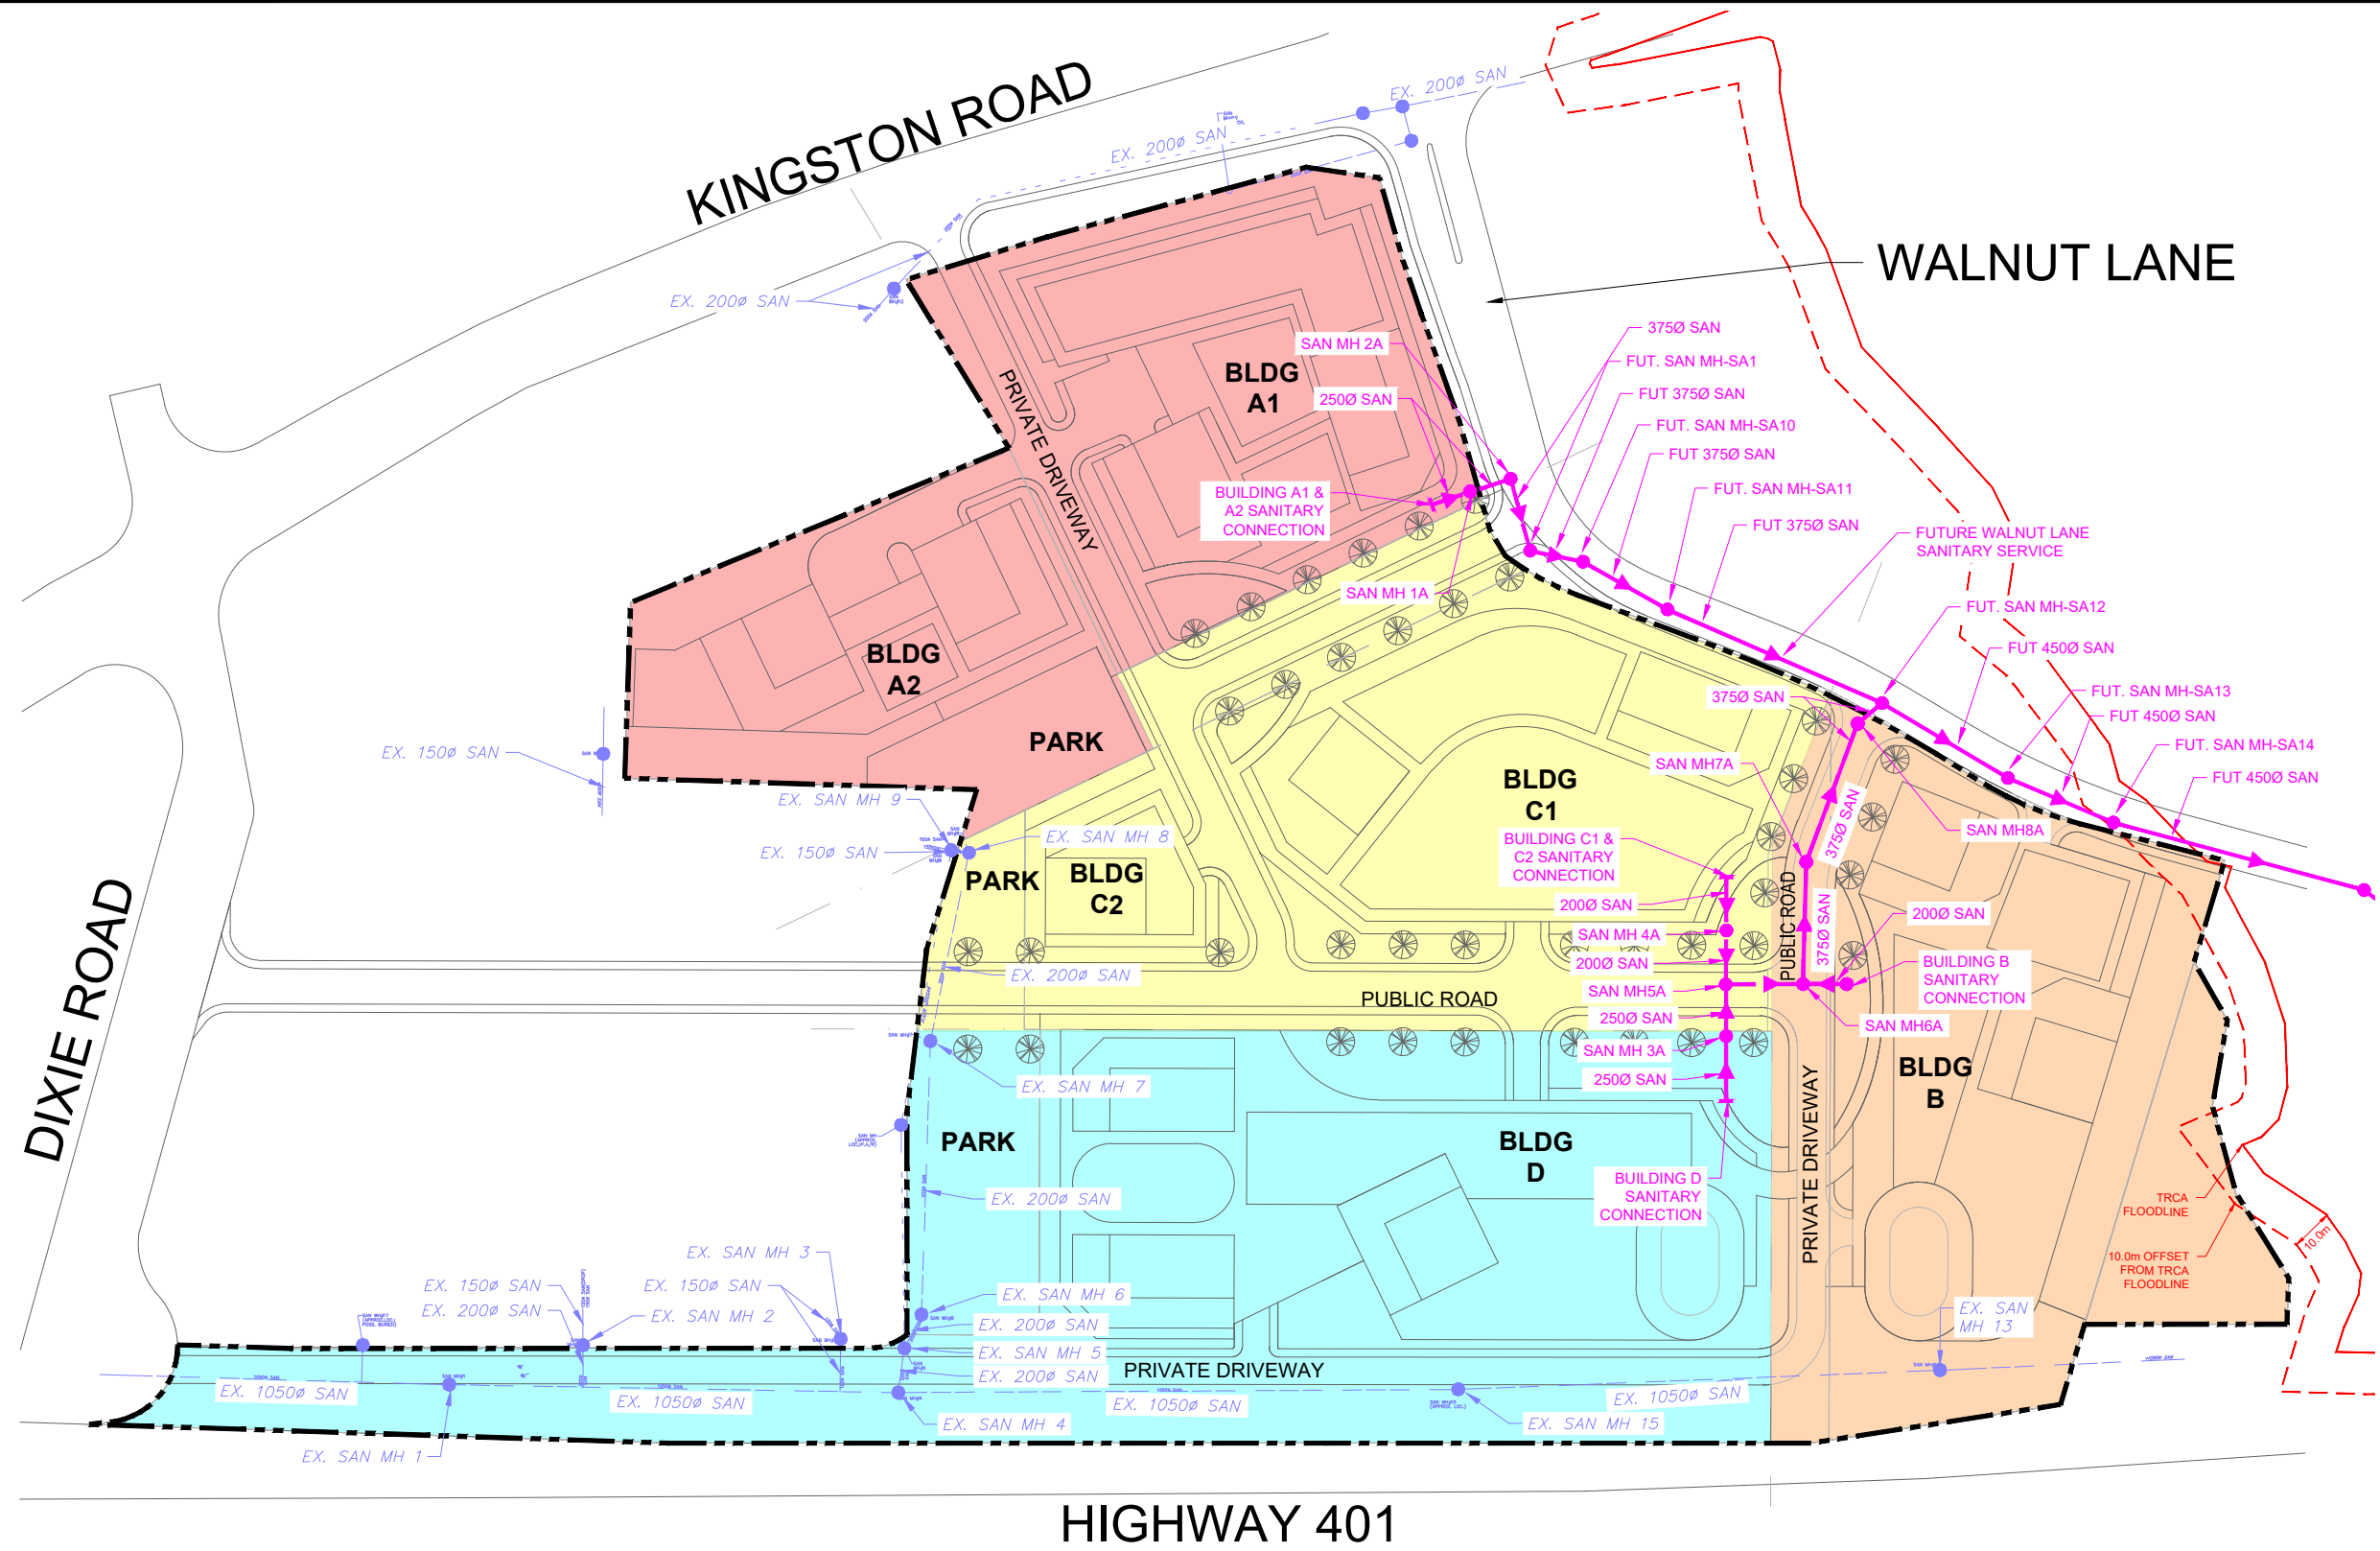 KINGSTON ROAD
EX. 200ø SAN
EX. 200ø SAN
EX. 200ø SAN
WALNUT LANE
375Ø SAN
SAN MH 2A
FUT. SAN MH-SA1
BLDG
A1
250Ø SAN
FUT 375Ø SAN
FUT. SAN MH-SA10
FUT 375Ø SAN
PRIVATE DRIVEWAY
BUILDING A1 &
A2 SANITARY
CONNECTION
FUT. SAN MH-SA11
FUT 375Ø SAN
FUTURE WALNUT LANE
SANITARY SERVICE
SAN MH 1A
FUT. SAN MH-SA12
FUT 450Ø SAN
BLDG
A2
FUT. SAN MH-SA13
375Ø SAN
FUT 450Ø SAN
PARK
EX. 150ø SAN
SAN MH7A
FUT. SAN MH-SA14
FUT 450Ø SAN
BLDG
C1
EX. SAN MH 9
EX. SAN MH 8
EX. 150ø SAN
BUILDING C1 &
C2 SANITARY
CONNECTION
375Ø SAN
SAN MH8A
PARK
BLDG
C2
200Ø SAN
PUBLIC ROAD
375Ø SAN
200Ø SAN
SAN MH 4A
200Ø SAN
BUILDING B
SANITARY
CONNECTION
EX. 200ø SAN
SAN MH5A
PUBLIC ROAD
250Ø SAN
SAN MH6A
DIXIE ROAD
SAN MH 3A
EX. SAN MH 7
250Ø SAN
BLDG
B
PARK
BLDG
D
PRIVATE DRIVEWAY
EX. 200ø SAN
BUILDING D
SANITARY
CONNECTION
TRCA
FLOODLINE
10.0m
10.0m OFFSET
FROM TRCA
FLOODLINE
EX. SAN MH 3
EX. 150ø SAN
EX. 150ø SAN
EX. SAN MH 6
EX. 200ø SAN
EX. SAN MH 2
EX. 200ø SAN
EX. SAN
MH 13
EX. SAN MH 5
PRIVATE DRIVEWAY
EX. 200ø SAN
EX. 1050ø SAN
EX. 1050ø SAN
EX. 1050ø SAN
EX. 1050ø SAN
EX. SAN MH 4
EX. SAN MH 15
EX. SAN MH 1
HIGHWAY 401